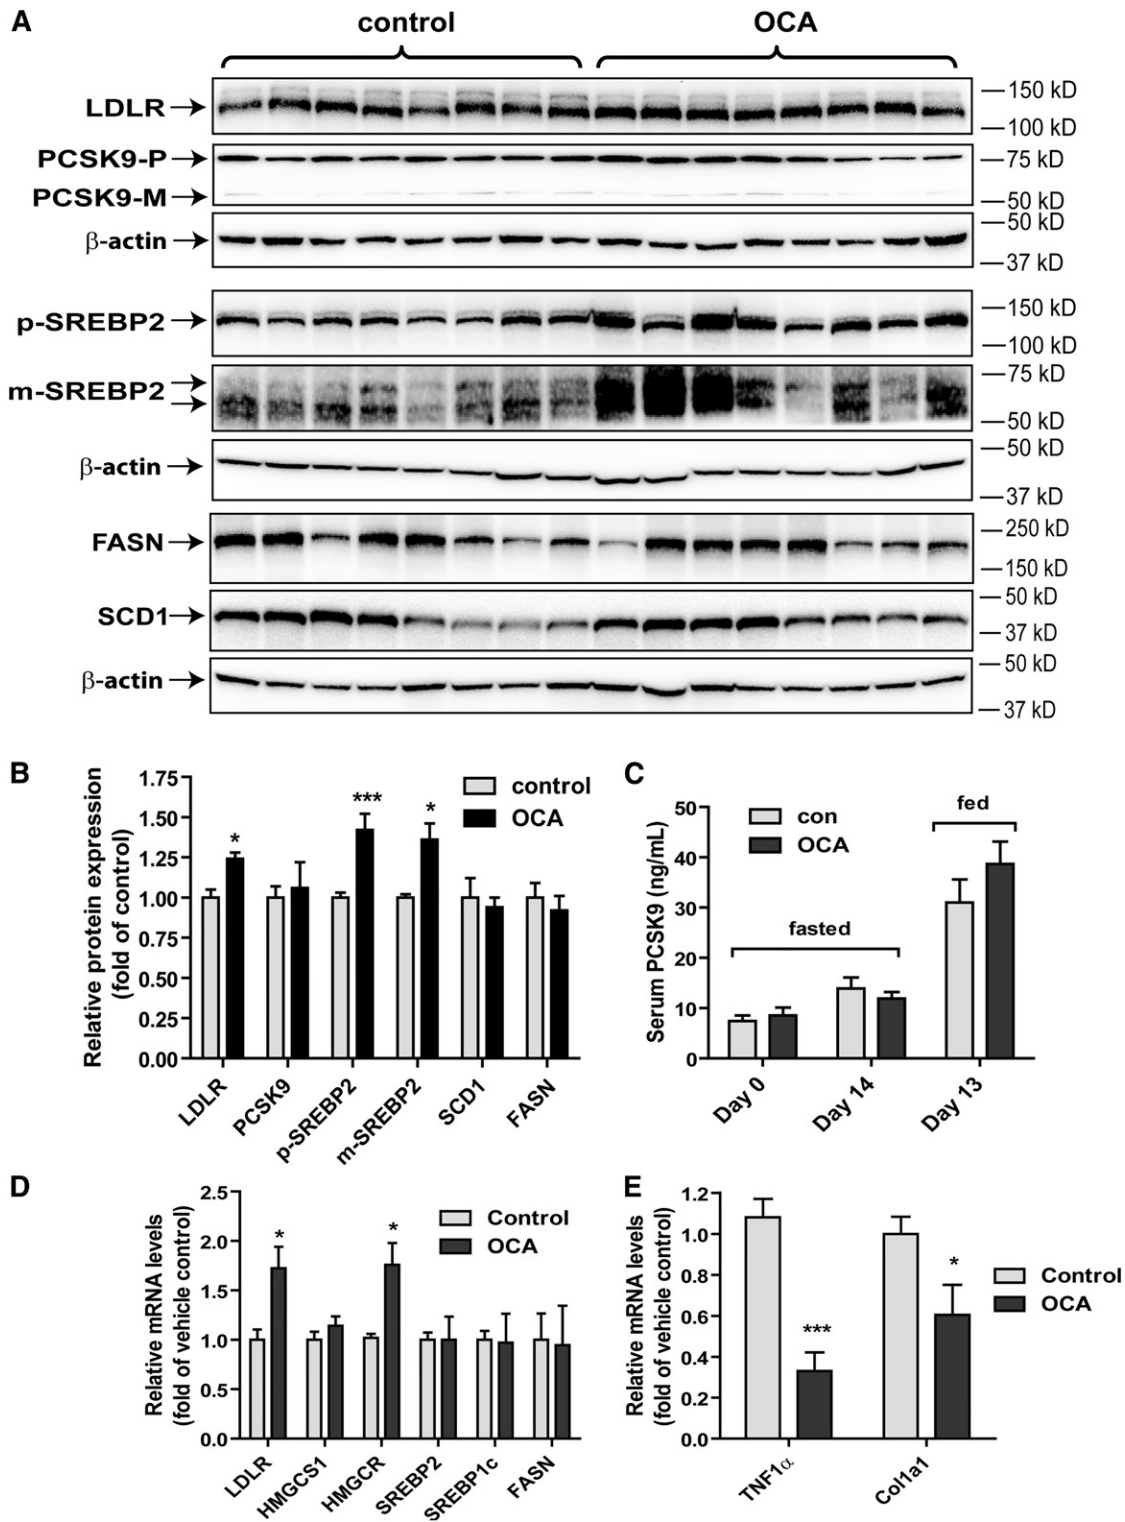 A
control OCA
LDLR
150 kD
100 kD
PCSK9-P
75 kD
PCSK9-M
50 kD
β-actin
50 kD
37 kD
p-SREBP2
150 kD
100 kD
m-SREBP2
75 kD
50 kD
β-actin
50 kD
37 kD
FASN
250 kD
150 kD
SCD1
50 kD
37 kD
β-actin
50 kD
37 kD
B
Relative protein expression
(fold of control)
1.75
1.50
1.25
1.00
0.75
0.50
0.25
0.00
control
OCA
*
***
*
LDLR
PCSK9
p-SREBP2
m-SREBP2
SCD1
FASN
C
Serum PCSK9 (ng/mL)
50
40
30
20
10
0
con
OCA
fasted
fed
Day 0
Day 14
Day 13
D
Relative mRNA levels
(fold of vehicle control)
2.5
2.0
1.5
1.0
0.5
0.0
Control
OCA
*
*
LDLR
HMGCS1
HMGCR
SREBP2
SREBP1c
FASN
E
Relative mRNA levels
(fold of vehicle control)
1.2
1.0
0.8
0.6
0.4
0.2
0.0
***
*
Control
OCA
TNF1α
Col1a1